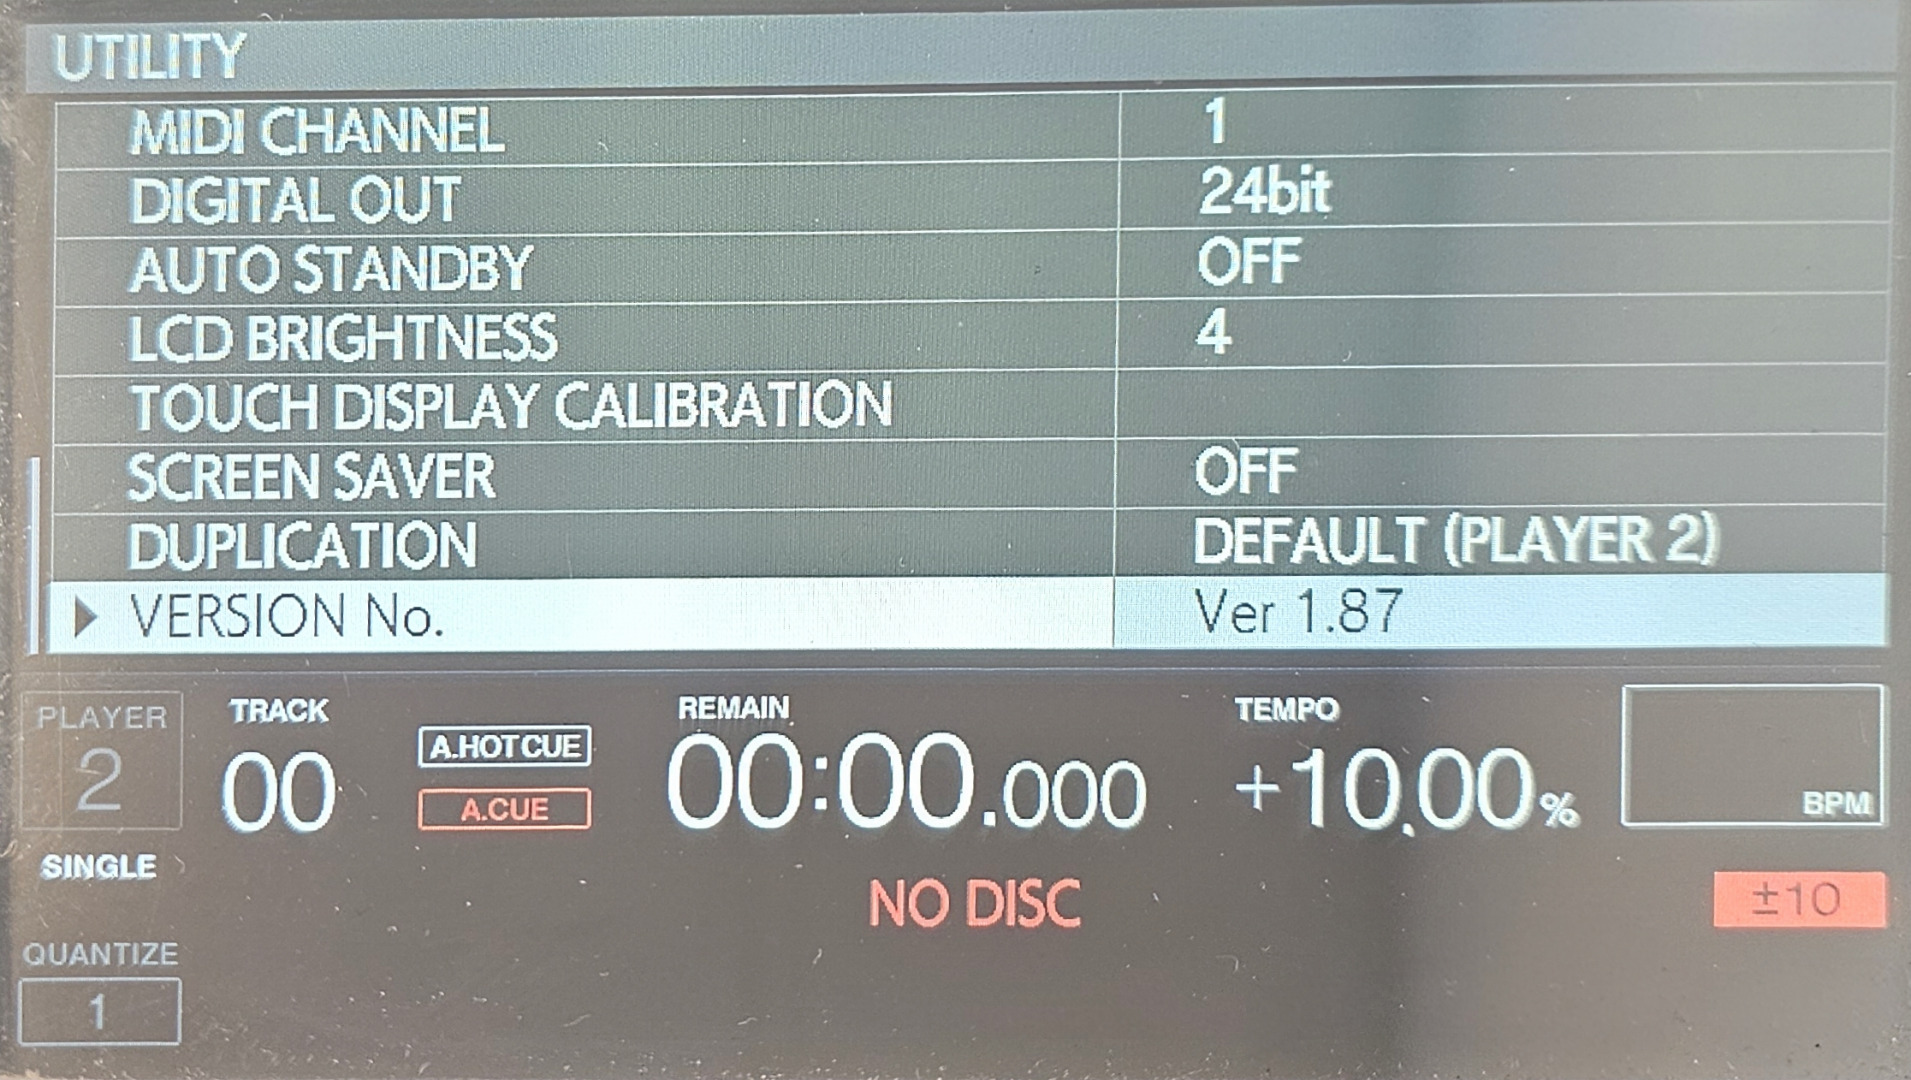 UTILITY
MIDI CHANNEL 1
DIGITAL OUT 24bit
AUTO STANDBY OFF
LCD BRIGHTNESS 4
TOUCH DISPLAY CALIBRATION
SCREEN SAVER OFF
DUPLICATION DEFAULT (PLAYER 2)
VERSION No. Ver 1.87
PLAYER TRACK REMAIN TEMPO
2 00 A.HOT CUE 00:00.000 +10.00% BPM
A.CUE
SINGLE
NO DISC ±10
QUANTIZE
1